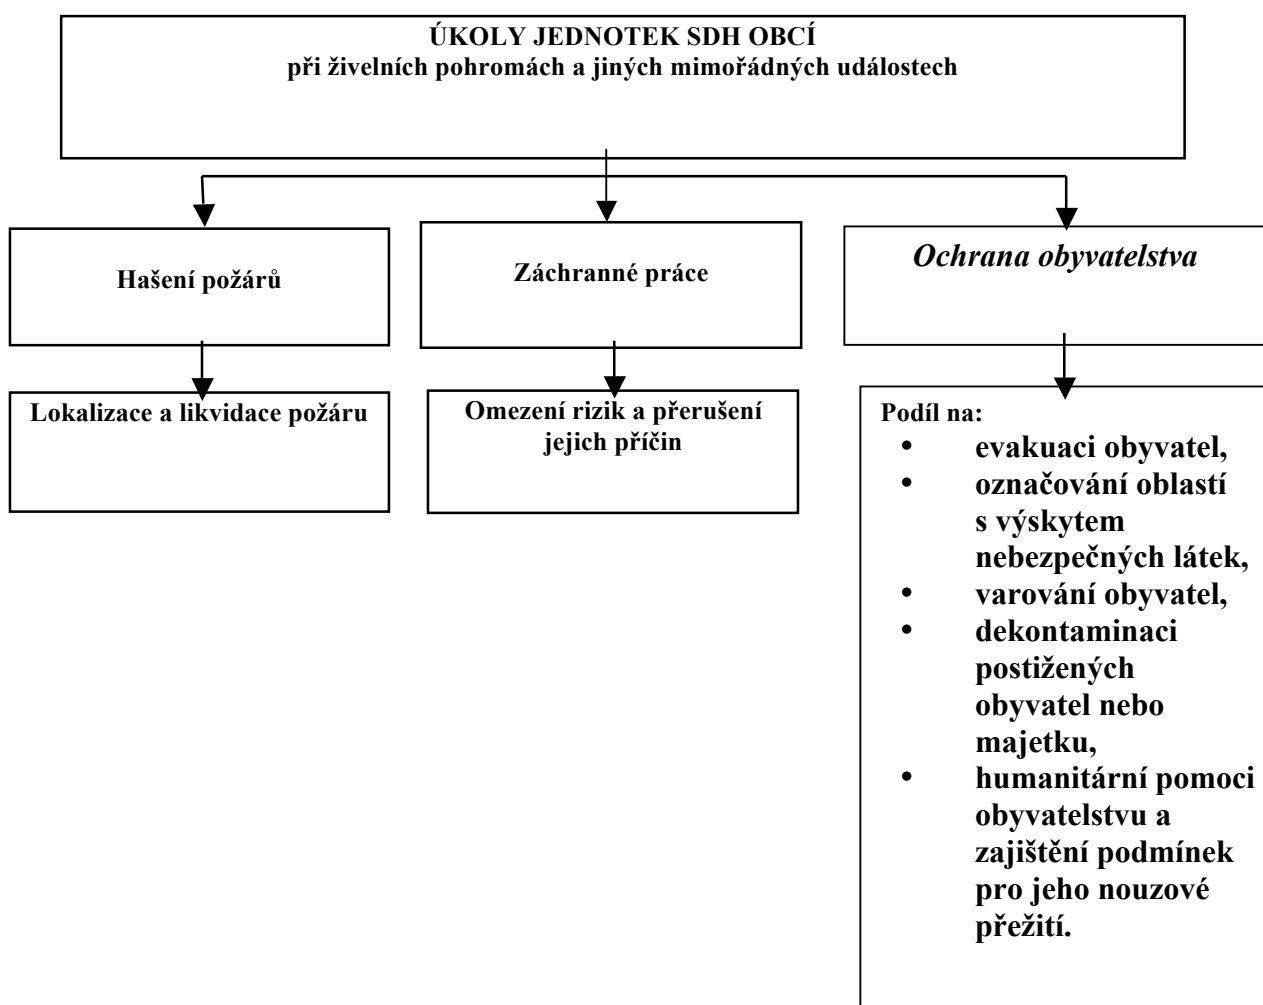 ÚKOLY JEDNOTEK SDH OBCÍ
při živelních pohromách a jiných mimořádných událostech
Hašení požárů
Záchranné práce
Ochrana obyvatelstva
Lokalizace a likvidace požáru
Omezení rizik a přerušení
jejich příčin
Podíl na:
• evakuaci obyvatel,
• označování oblastí
s výskytem
nebezpečných látek,
• varování obyvatel,
• dekontaminaci
postižených
obyvatel nebo
majetku,
• humanitární pomoci
obyvatelstvu a
zajištění podmínek
pro jeho nouzové
přežití.